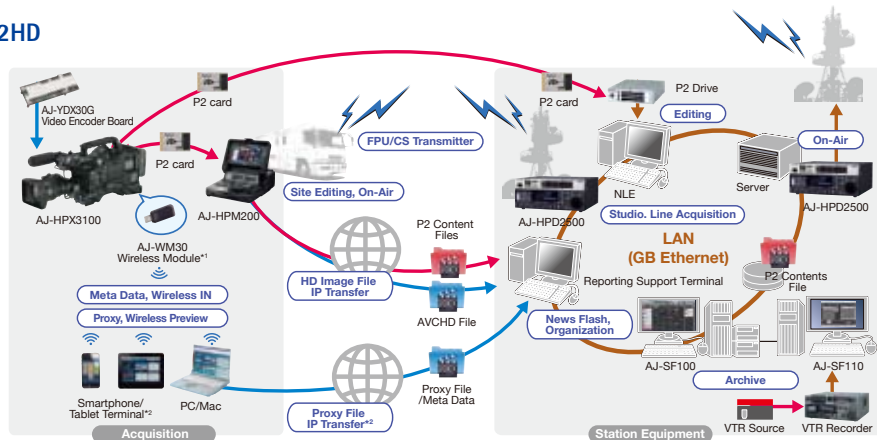 2HD
AJ-YDX30G
Video Encoder Board
P2 card
P2 card
AJ-HPX3100
AJ-HPM200
AJ-WM30
Wireless Module*1
Meta Data, Wireless IN
Proxy, Wireless Preview
Smartphone/
Tablet Terminal*2
PC/Mac
Acquisition
FPU/CS Transmitter
Site Editing, On-Air
P2 Content
Files
HD Image File
IP Transfer
AVCHD File
Proxy File
/Meta Data
Proxy File
IP Transfer*2
P2 card
P2 Drive
Editing
On-Air
NLE
Server
AJ-HPD2500
AJ-HPD2500
Studio. Line Acquisition
LAN
(GB Ethernet)
Reporting Support Terminal
P2 Contents
File
News Flash,
Organization
AJ-SF100
AJ-SF110
Archive
VTR Source
VTR Recorder
Station Equipment